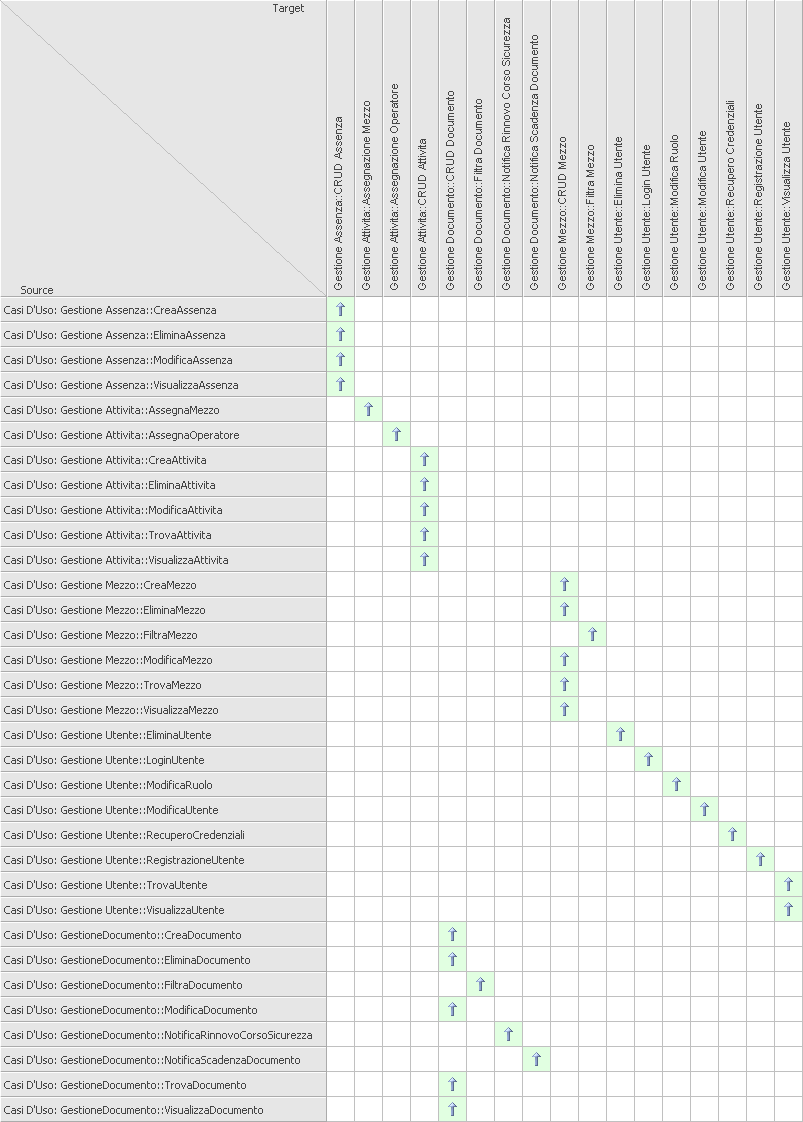 Target
Gestione Assenza::CRUD Assenza
Gestione Attivita::Assegnazione Mezzo
Gestione Attivita::Assegnazione Operatore
Gestione Attivita::CRUD Attivita
Gestione Documento::CRUD Documento
Gestione Documento::Filtra Documento
Gestione Documento::Notifica Rinnovo Corso Sicurezza
Gestione Documento::Notifica Scadenza Documento
Gestione Mezzo::CRUD Mezzo
Gestione Mezzo::Filtra Mezzo
Gestione Utente::Elimina Utente
Gestione Utente::Login Utente
Gestione Utente::Modifica Ruolo
Gestione Utente::Modifica Utente
Gestione Utente::Recupero Credenziali
Gestione Utente::Registrazione Utente
Gestione Utente::Visualizza Utente
Source
Casi D'Uso: Gestione Assenza::CreaAssenza
Casi D'Uso: Gestione Assenza::EliminaAssenza
Casi D'Uso: Gestione Assenza::ModificaAssenza
Casi D'Uso: Gestione Assenza::VisualizzaAssenza
Casi D'Uso: Gestione Attivita::AssegnaMezzo
Casi D'Uso: Gestione Attivita::AssegnaOperatore
Casi D'Uso: Gestione Attivita::CreaAttivita
Casi D'Uso: Gestione Attivita::EliminaAttivita
Casi D'Uso: Gestione Attivita::ModificaAttivita
Casi D'Uso: Gestione Attivita::TrovaAttivita
Casi D'Uso: Gestione Attivita::VisualizzaAttivita
Casi D'Uso: Gestione Mezzo::CreaMezzo
Casi D'Uso: Gestione Mezzo::EliminaMezzo
Casi D'Uso: Gestione Mezzo::FiltraMezzo
Casi D'Uso: Gestione Mezzo::ModificaMezzo
Casi D'Uso: Gestione Mezzo::TrovaMezzo
Casi D'Uso: Gestione Mezzo::VisualizzaMezzo
Casi D'Uso: Gestione Utente::EliminaUtente
Casi D'Uso: Gestione Utente::LoginUtente
Casi D'Uso: Gestione Utente::ModificaRuolo
Casi D'Uso: Gestione Utente::ModificaUtente
Casi D'Uso: Gestione Utente::RecuperoCredenziali
Casi D'Uso: Gestione Utente::RegistrazioneUtente
Casi D'Uso: Gestione Utente::TrovaUtente
Casi D'Uso: Gestione Utente::VisualizzaUtente
Casi D'Uso: GestioneDocumento::CreaDocumento
Casi D'Uso: GestioneDocumento::EliminaDocumento
Casi D'Uso: GestioneDocumento::FiltraDocumento
Casi D'Uso: GestioneDocumento::ModificaDocumento
Casi D'Uso: GestioneDocumento::NotificaRinnovoCorsoSicurezza
Casi D'Uso: GestioneDocumento::NotificaScadenzaDocumento
Casi D'Uso: GestioneDocumento::TrovaDocumento
Casi D'Uso: GestioneDocumento::VisualizzaDocumento